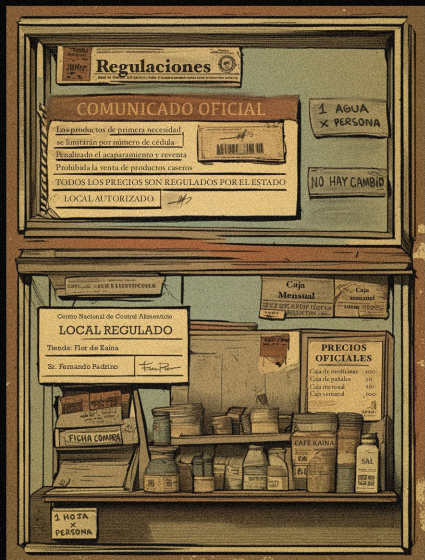 Regulaciones
COMUNICADO OFICIAL
Los productos de primera necesidad
se limitarán por número de cédula
Penalizado el acaparamiento y reventa
Prohibida la venta de productos caseros
TODOS LOS PRECIOS SON REGULADOS POR EL ESTADO
LOCAL AUTORIZADO
1 AGUA
X PERSONA
NO HAY CAMBIO
Caja
Mensual
Caja
semanal
Centro Nacional de Control Alimenticio
LOCAL REGULADO
Tienda: Flor de Kaina
Sr. Fernando Padrino
PRECIOS
OFICIALES
Caja de medicinas
Caja de pañales
Caja mensual
Caja semanal
FICHA COMPRA
CAFÉ KAINA
SAL
1 HOJA
X
PERSONA